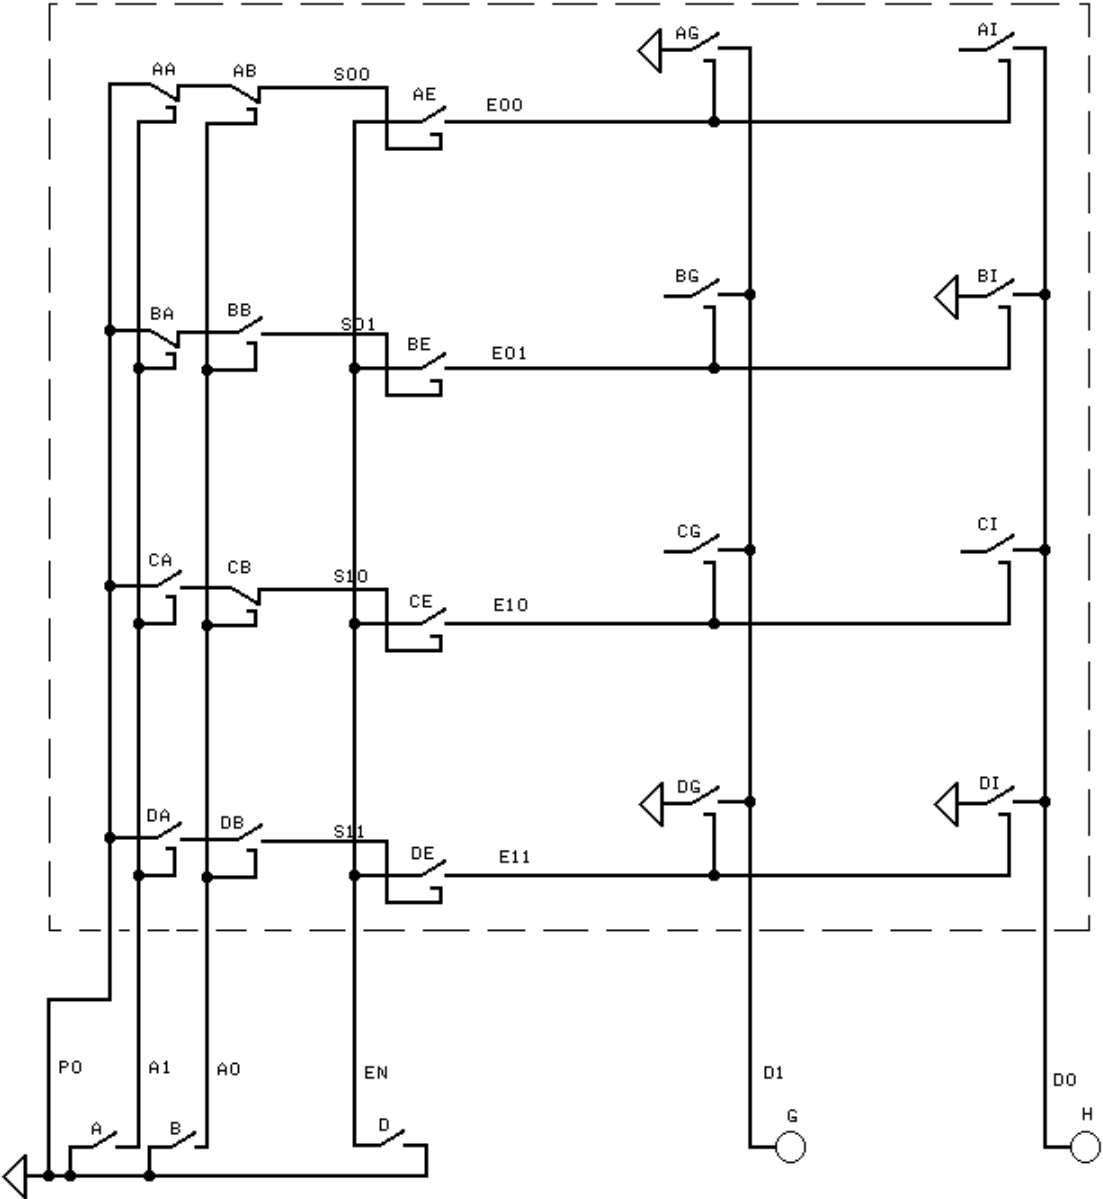 AG AI
AA AB S00
AE E00
BG BI
BA BB S01
BE E01
CG CI
CA CB S10
CE E10
DG DI
DA DB S11
DE E11
P0 A1 A0 EN D1 D0
A B D G H